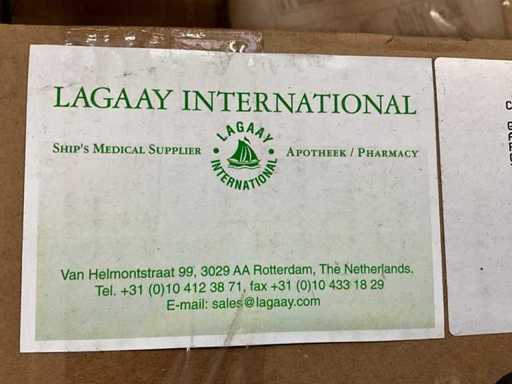 LAGAAY INTERNATIONAL
SHIP'S MEDICAL SUPPLIER
LAGAAY
INTERNATIONAL
APOTHEEK / PHARMACY
Van Helmontstraat 99, 3029 AA Rotterdam, The Netherlands.
Tel. +31 (0)10 412 38 71, fax +31 (0)10 433 18 29
E-mail: sales@lagaay.com